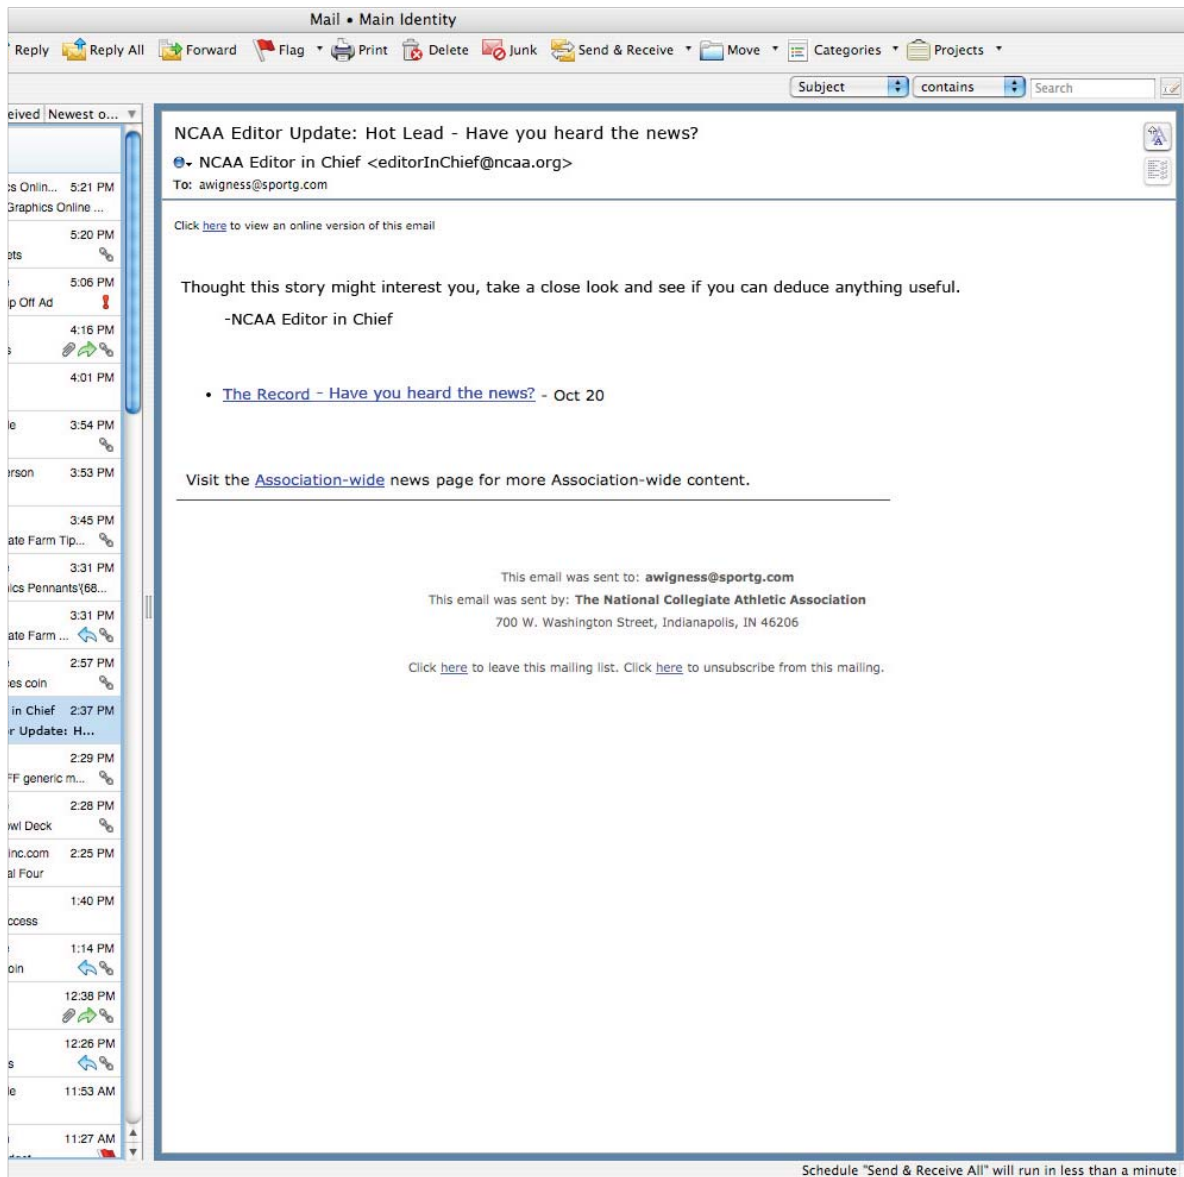 Mail • Main Identity
Reply Reply All Forward Flag Print Delete Junk Send & Receive Move Categories Projects
Subject contains Search
eived Newest o...
s Onlin... 5:21 PM
Graphics Online ...
5:20 PM
ets
5:06 PM
p Off Ad
4:16 PM
s
4:01 PM
le 3:54 PM
erson 3:53 PM
3:45 PM
ate Farm Tip...
3:31 PM
ics Pennants'(68...
3:31 PM
ate Farm ...
2:57 PM
es coin
in Chief 2:37 PM
r Update: H...
2:29 PM
FF generic m...
2:28 PM
owl Deck
inc.com 2:25 PM
al Four
1:40 PM
ccess
1:14 PM
oin
12:38 PM
12:26 PM
s
le 11:53 AM
11:27 AM
NCAA Editor Update: Hot Lead - Have you heard the news?
NCAA Editor in Chief <editorInChief@ncaa.org>
To: awigness@sportg.com
Click here to view an online version of this email
Thought this story might interest you, take a close look and see if you can deduce anything useful.
-NCAA Editor in Chief
• The Record - Have you heard the news? - Oct 20
Visit the Association-wide news page for more Association-wide content.
This email was sent to: awigness@sportg.com
This email was sent by: The National Collegiate Athletic Association
700 W. Washington Street, Indianapolis, IN 46206
Click here to leave this mailing list. Click here to unsubscribe from this mailing.
Schedule "Send & Receive All" will run in less than a minute